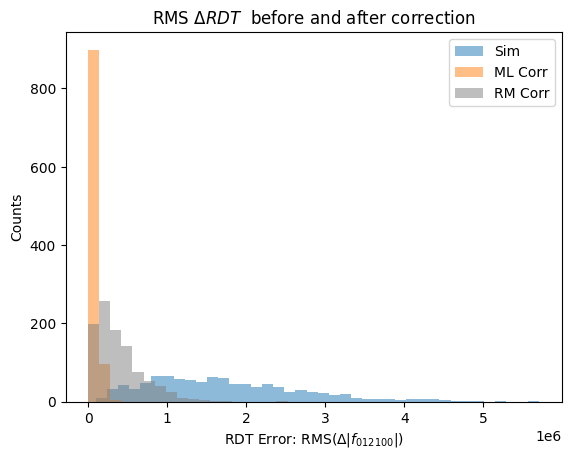 RMS ΔRDT before and after correction
Sim
ML Corr
RM Corr
Counts
800
600
400
200
0
0 1 2 3 4 5
1e6
RDT Error: RMS(Δ|f₀₁₂₁₀₀|)